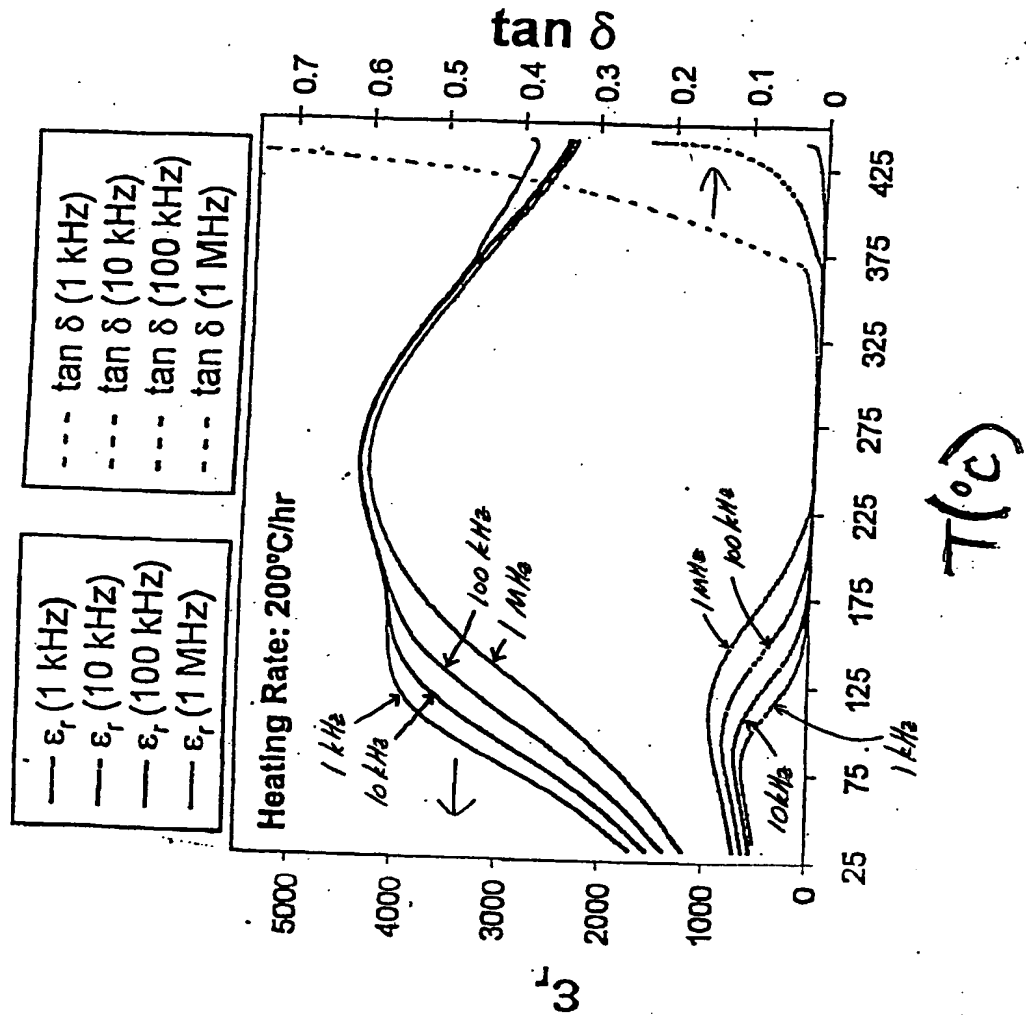 — εr (1 kHz)
— εr (10 kHz)
— εr (100 kHz)
— εr (1 MHz)
--- tan δ (1 kHz)
--- tan δ (10 kHz)
--- tan δ (100 kHz)
--- tan δ (1 MHz)
Heating Rate: 200°C/hr
5000
4000
3000
2000
1000
0
εr
0.7
0.6
0.5
0.4
0.3
0.2
0.1
0
tan δ
1 kHz
10 kHz
100 kHz
1 MHz
1 MHz
100 kHz
10 kHz
1 kHz
25
75
125
175
225
275
325
375
425
T(°C)